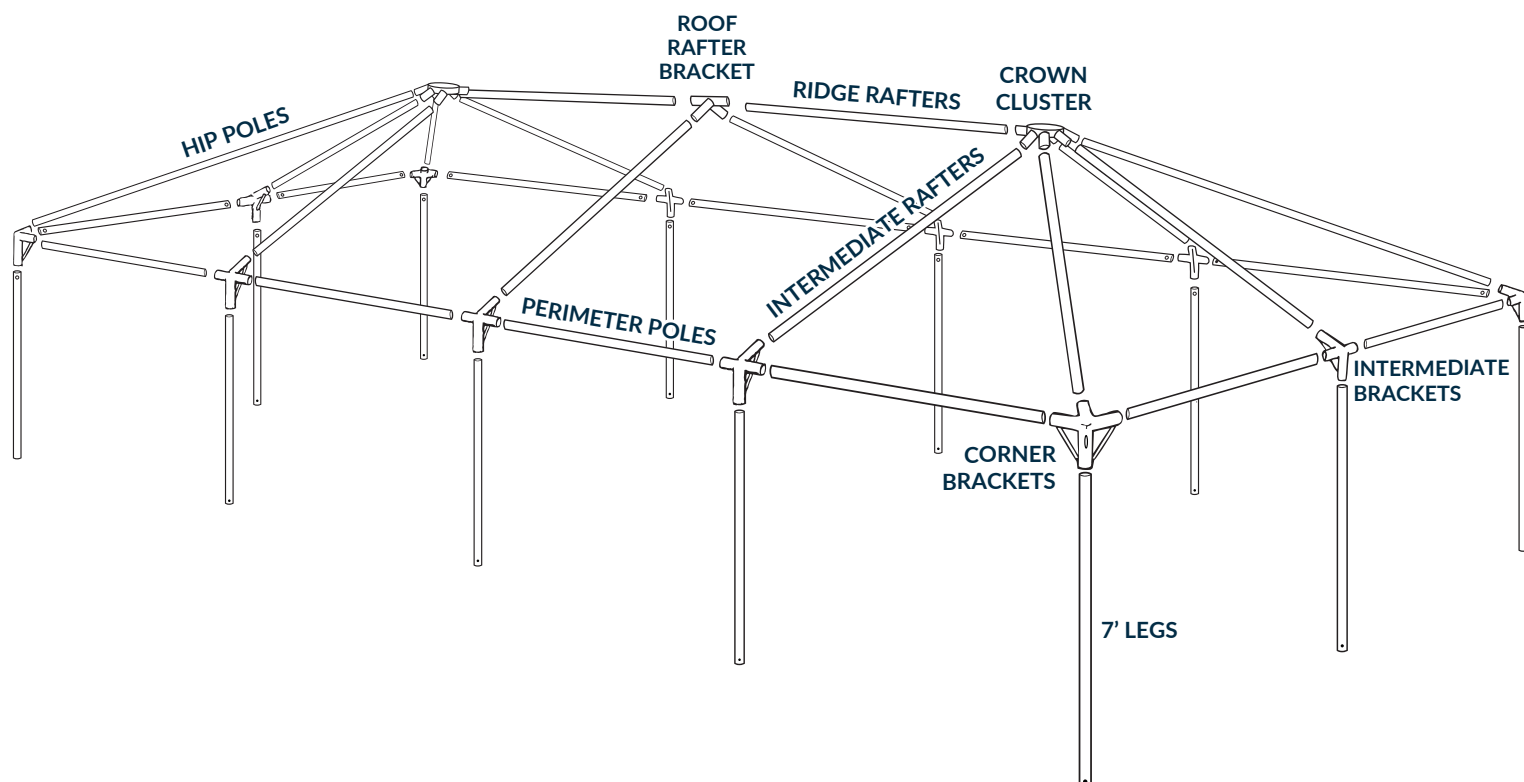 ROOF
RAFTER
BRACKET
CROWN
CLUSTER
RIDGE RAFTERS
HIP POLES
INTERMEDIATE RAFTERS
PERIMETER POLES
INTERMEDIATE
BRACKETS
CORNER
BRACKETS
7’ LEGS